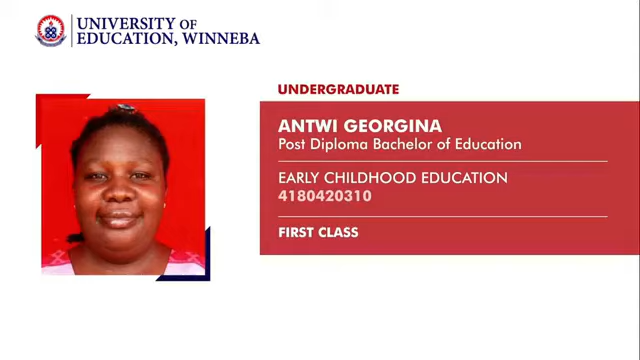 UNIVERSITY OF
EDUCATION, WINNEBA
UNDERGRADUATE
ANTWI GEORGINA
Post Diploma Bachelor of Education
EARLY CHILDHOOD EDUCATION
4180420310
FIRST CLASS